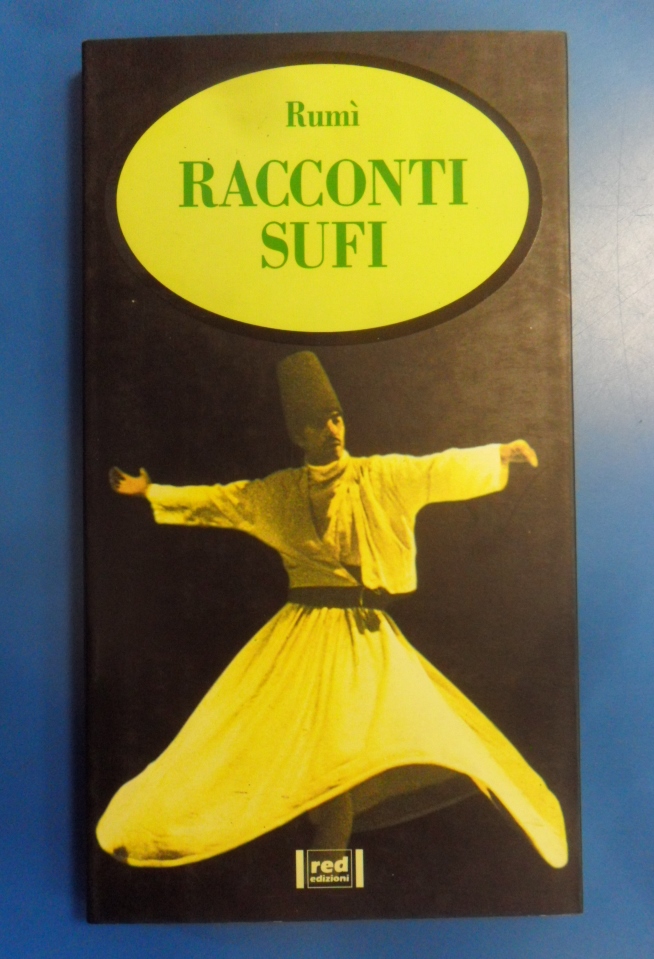 Rumì
RACCONTI
SUFI
red
edizioni